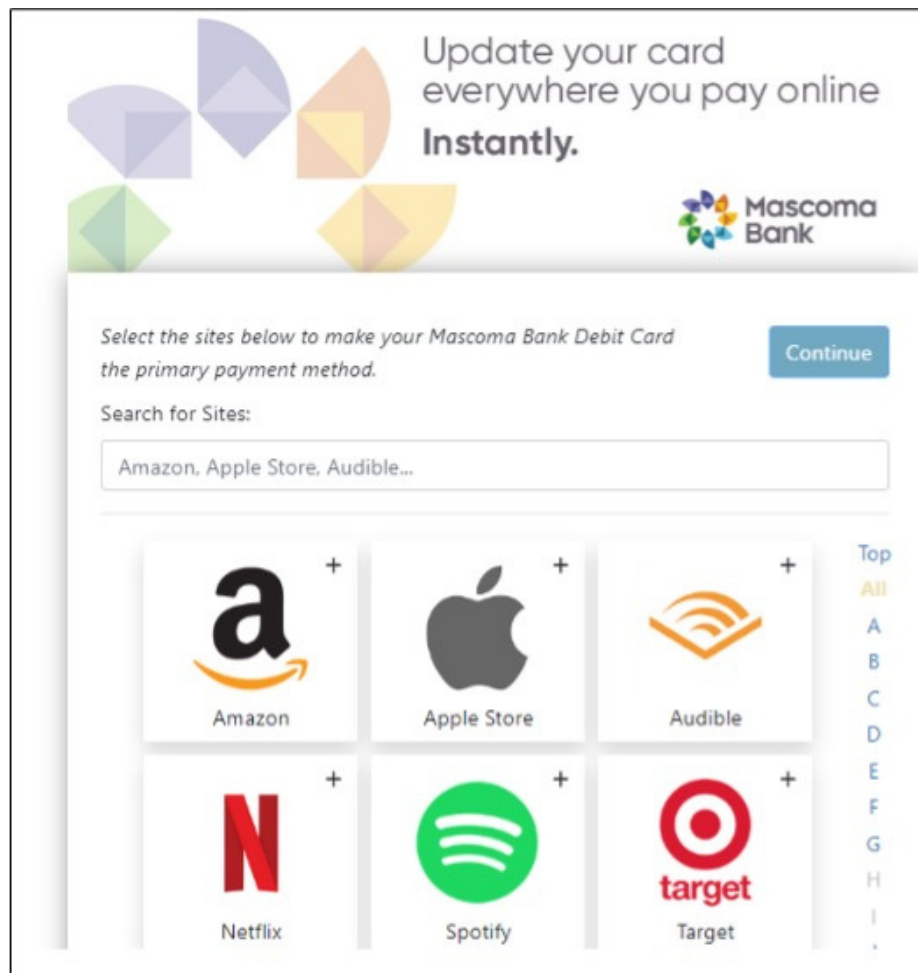 Update your card
everywhere you pay online
Instantly.
Mascoma
Bank
Select the sites below to make your Mascoma Bank Debit Card
the primary payment method.
Continue
Search for Sites:
Amazon, Apple Store, Audible...
Top
All
A
B
C
D
E
F
G
H
I
+
+
+
a
Amazon
Apple Store
Audible
+
+
+
N
target
Netflix
Spotify
Target